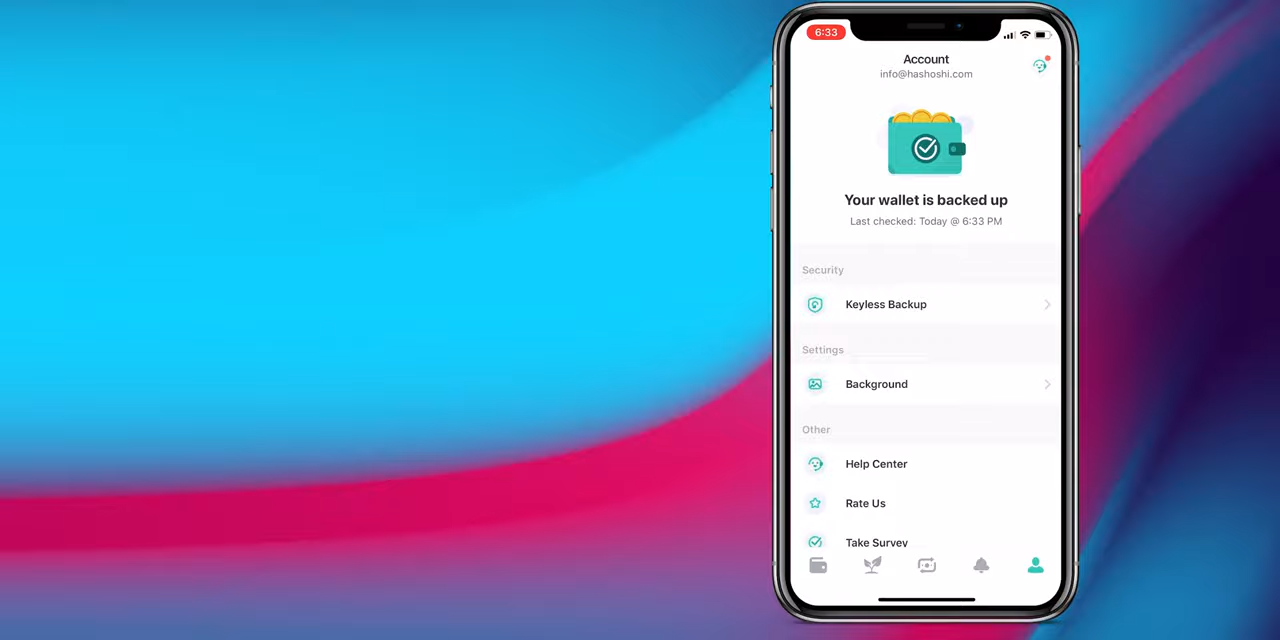 6:33
Account
info@hashoshi.com
Your wallet is backed up
Last checked: Today @ 6:33 PM
Security
Keyless Backup
Settings
Background
Other
Help Center
Rate Us
Take Survey